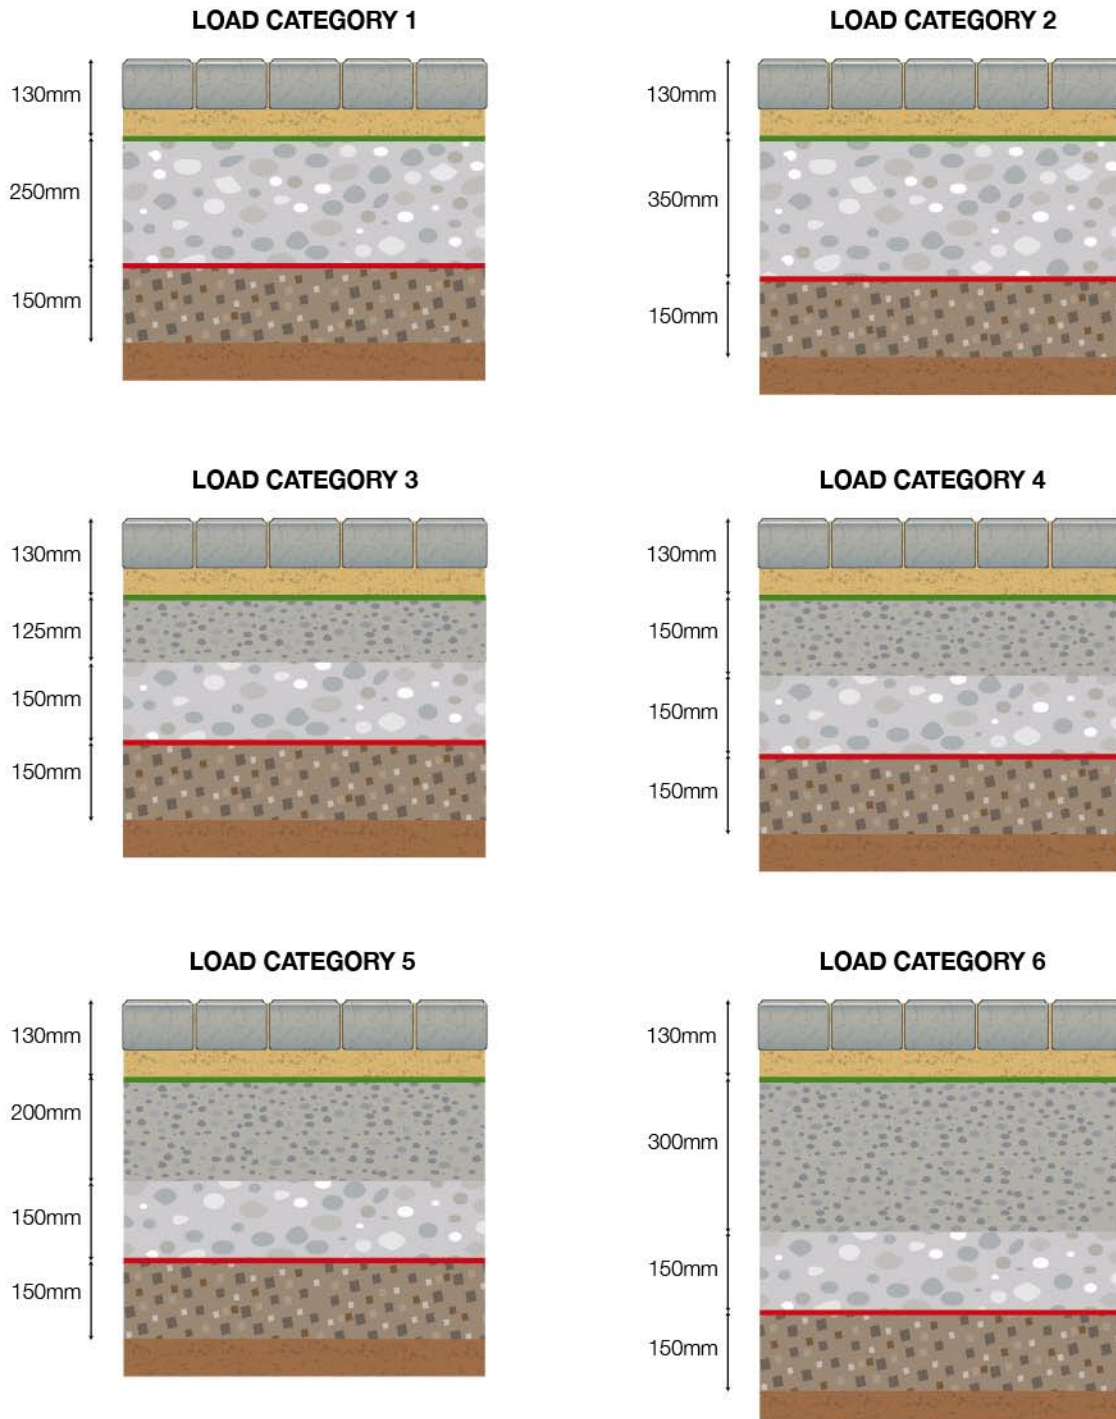 LOAD CATEGORY 1
130mm
250mm
150mm
LOAD CATEGORY 2
130mm
350mm
150mm
LOAD CATEGORY 3
130mm
125mm
150mm
150mm
LOAD CATEGORY 4
130mm
150mm
150mm
150mm
LOAD CATEGORY 5
130mm
200mm
150mm
150mm
LOAD CATEGORY 6
130mm
300mm
150mm
150mm